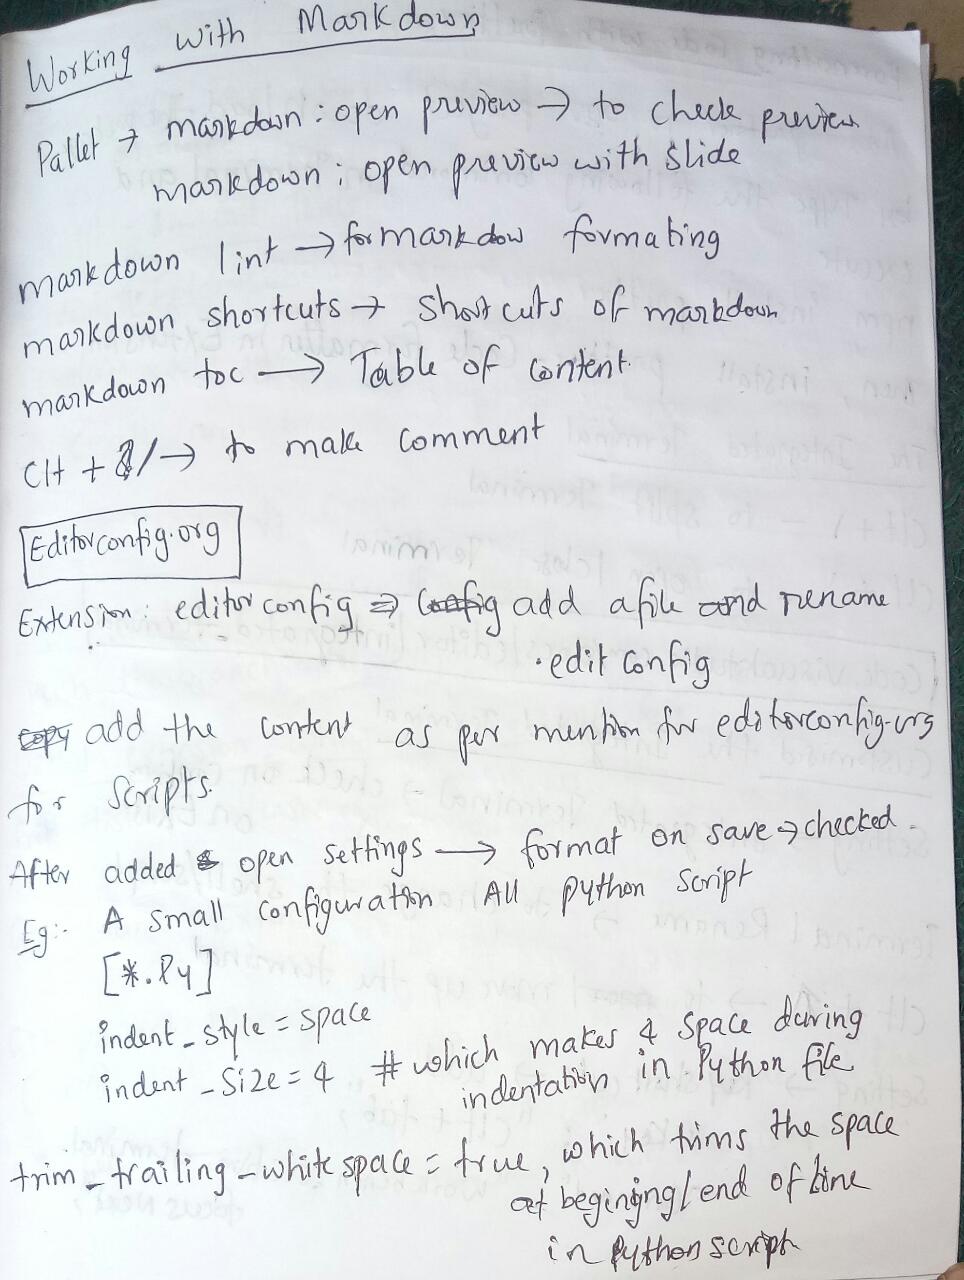 Working with Markdown
Pallet → markdown : open preview → to check preview
markdown : open preview with slide
markdown lint → for markdow formating
markdown shortcuts → Short cuts of markdown
markdown toc → Table of content.
Clt + / → to make comment
Editorconfig.org
Extension : editor config ⇒ add a file and rename
.edit config
add the content as per mention for editorconfig-org
for scripts.
After added open settings → format on save → checked.
Eg:- A small configuration All python script
[*.Py]
indent_style = space
indent_size = 4 # which makes 4 space during
indentation in Python file
trim_trailing_white space = true, which trims the space
at begining/end of line
in Python script